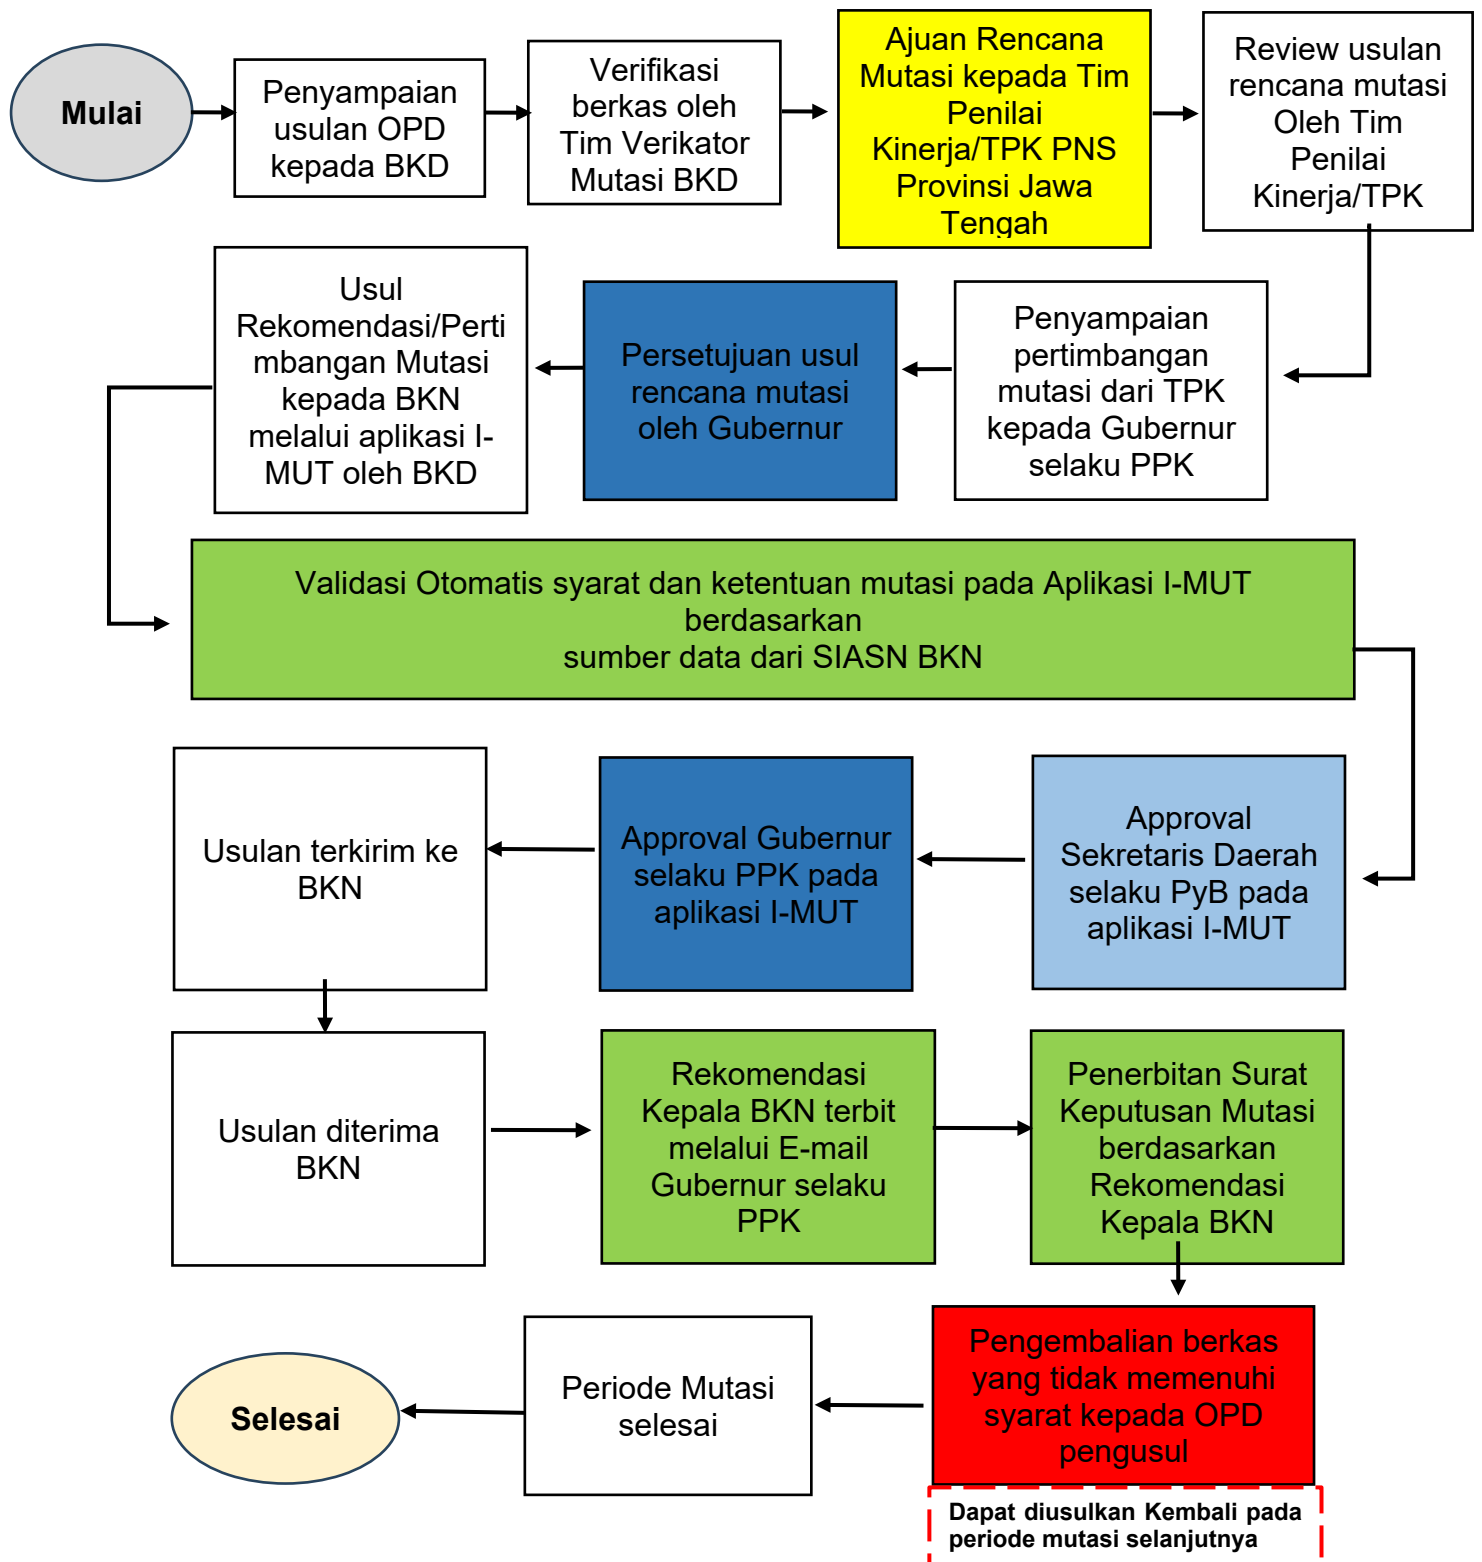 Mulai
Penyampaian
usulan OPD
kepada BKD
Verifikasi
berkas oleh
Tim Verikator
Mutasi BKD
Ajuan Rencana
Mutasi kepada Tim
Penilai
Kinerja/TPK PNS
Provinsi Jawa
Tengah
Review usulan
rencana mutasi
Oleh Tim
Penilai
Kinerja/TPK
Penyampaian
pertimbangan
mutasi dari TPK
kepada Gubernur
selaku PPK
Persetujuan usul
rencana mutasi
oleh Gubernur
Usul
Rekomendasi/Perti
mbangan Mutasi
kepada BKN
melalui aplikasi I-
MUT oleh BKD
Validasi Otomatis syarat dan ketentuan mutasi pada Aplikasi I-MUT
berdasarkan
sumber data dari SIASN BKN
Approval
Sekretaris Daerah
selaku PyB pada
aplikasi I-MUT
Approval Gubernur
selaku PPK pada
aplikasi I-MUT
Usulan terkirim ke
BKN
Usulan diterima
BKN
Rekomendasi
Kepala BKN terbit
melalui E-mail
Gubernur selaku
PPK
Penerbitan Surat
Keputusan Mutasi
berdasarkan
Rekomendasi
Kepala BKN
Pengembalian berkas
yang tidak memenuhi
syarat kepada OPD
pengusul
Dapat diusulkan Kembali pada
periode mutasi selanjutnya
Periode Mutasi
selesai
Selesai